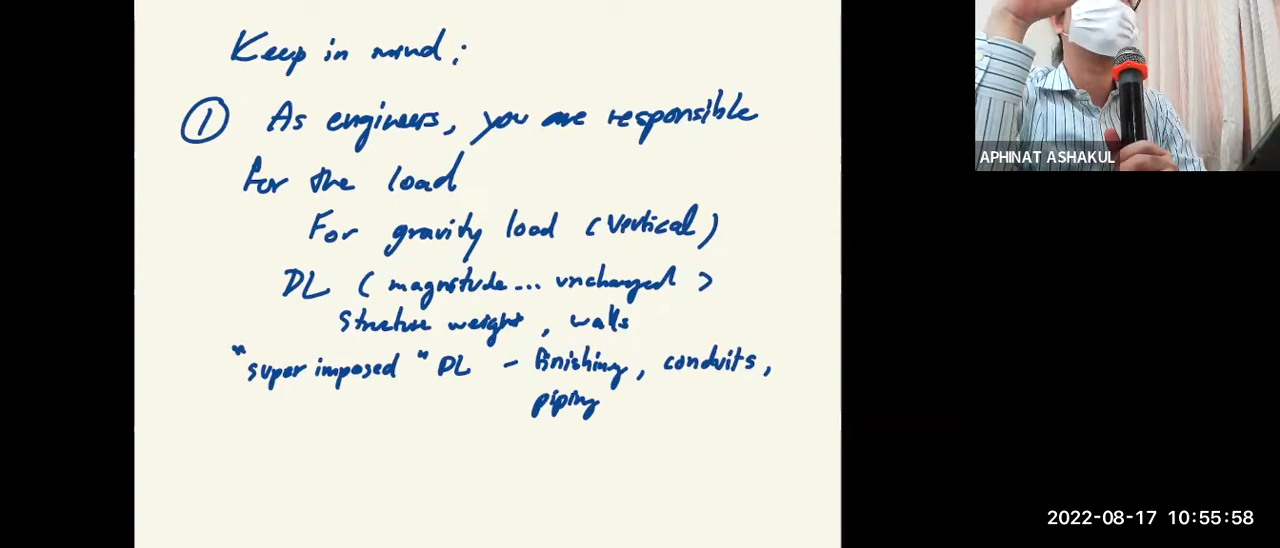 Keep in mind;
① As engineers, you are responsible
for the load
For gravity load (vertical)
DL (magnitude... unchanged)
structure weight, walls
"super imposed" DL - finishing, conduits,
piping
APHINAT ASHAKUL
2022-08-17 10:55:58